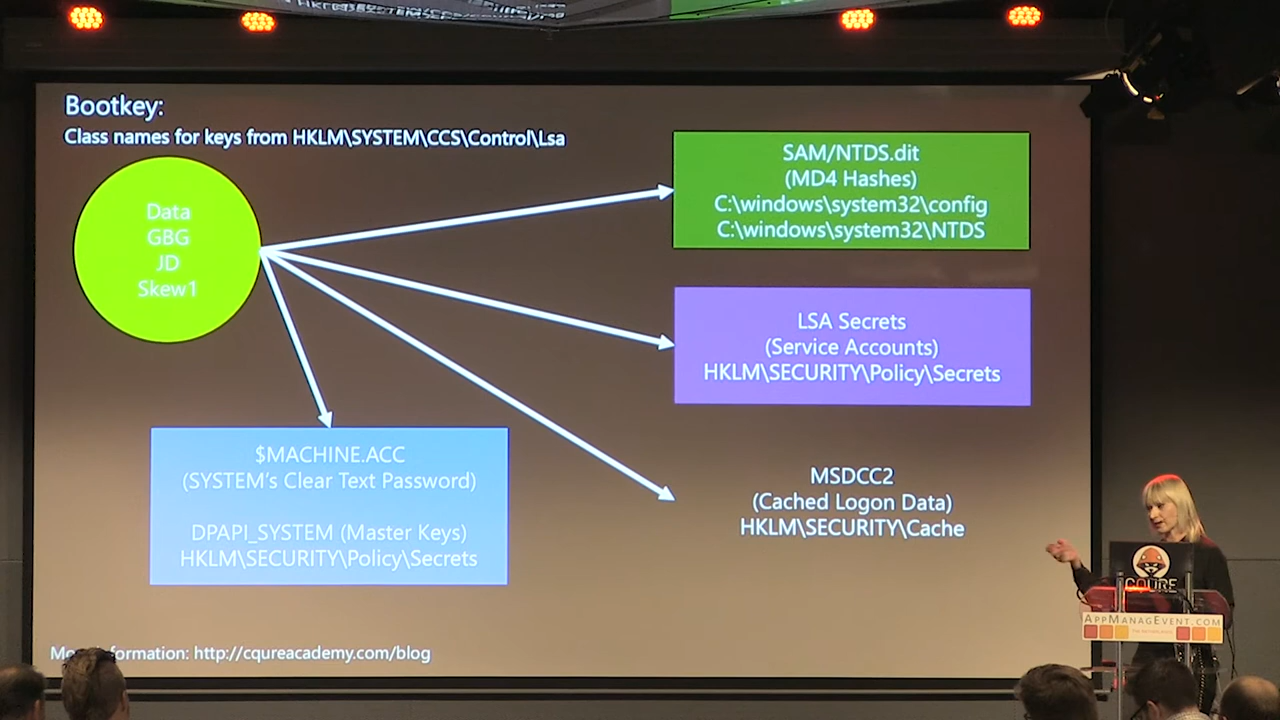 Bootkey:
Class names for keys from HKLM\SYSTEM\CCS\Control\Lsa
Data
GBG
JD
Skew1
SAM/NTDS.dit
(MD4 Hashes)
C:\windows\system32\config
C:\windows\system32\NTDS
LSA Secrets
(Service Accounts)
HKLM\SECURITY\Policy\Secrets
$MACHINE.ACC
(SYSTEM's Clear Text Password)
DPAPI_SYSTEM (Master Keys)
HKLM\SECURITY\Policy\Secrets
MSDCC2
(Cached Logon Data)
HKLM\SECURITY\Cache
http://cqureacademy.com/blog
CQURE
APPMANAGEVENT.COM